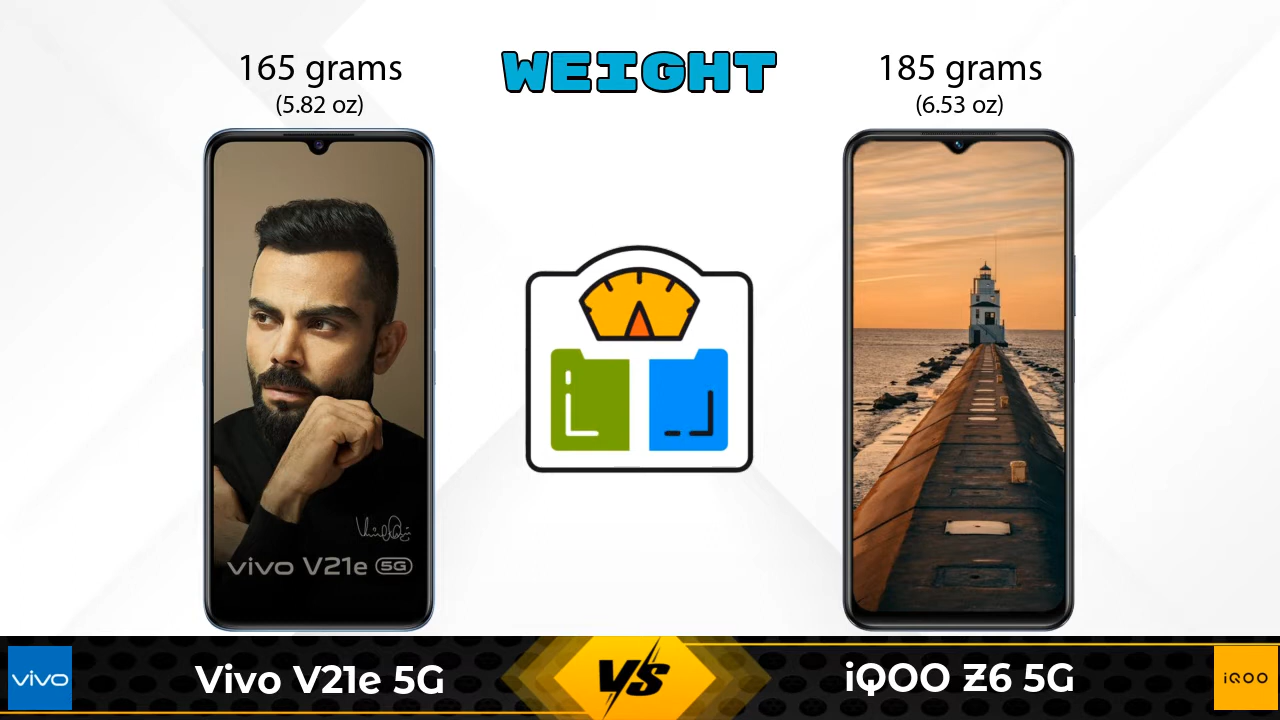 165 grams
(5.82 oz)
WEIGHT
185 grams
(6.53 oz)
vivo V21e 5G
vivo
Vivo V21e 5G
VS
iQOO Z6 5G
iQOO